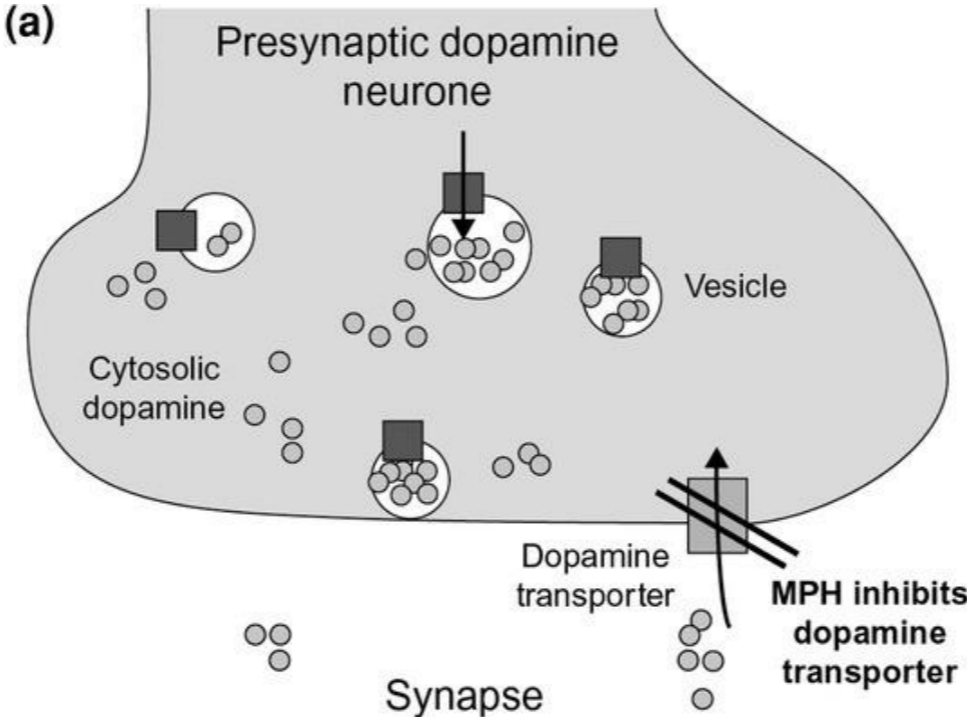 (a)
Presynaptic dopamine
neurone
Vesicle
Cytosolic
dopamine
Dopamine
transporter
MPH inhibits
dopamine
transporter
Synapse